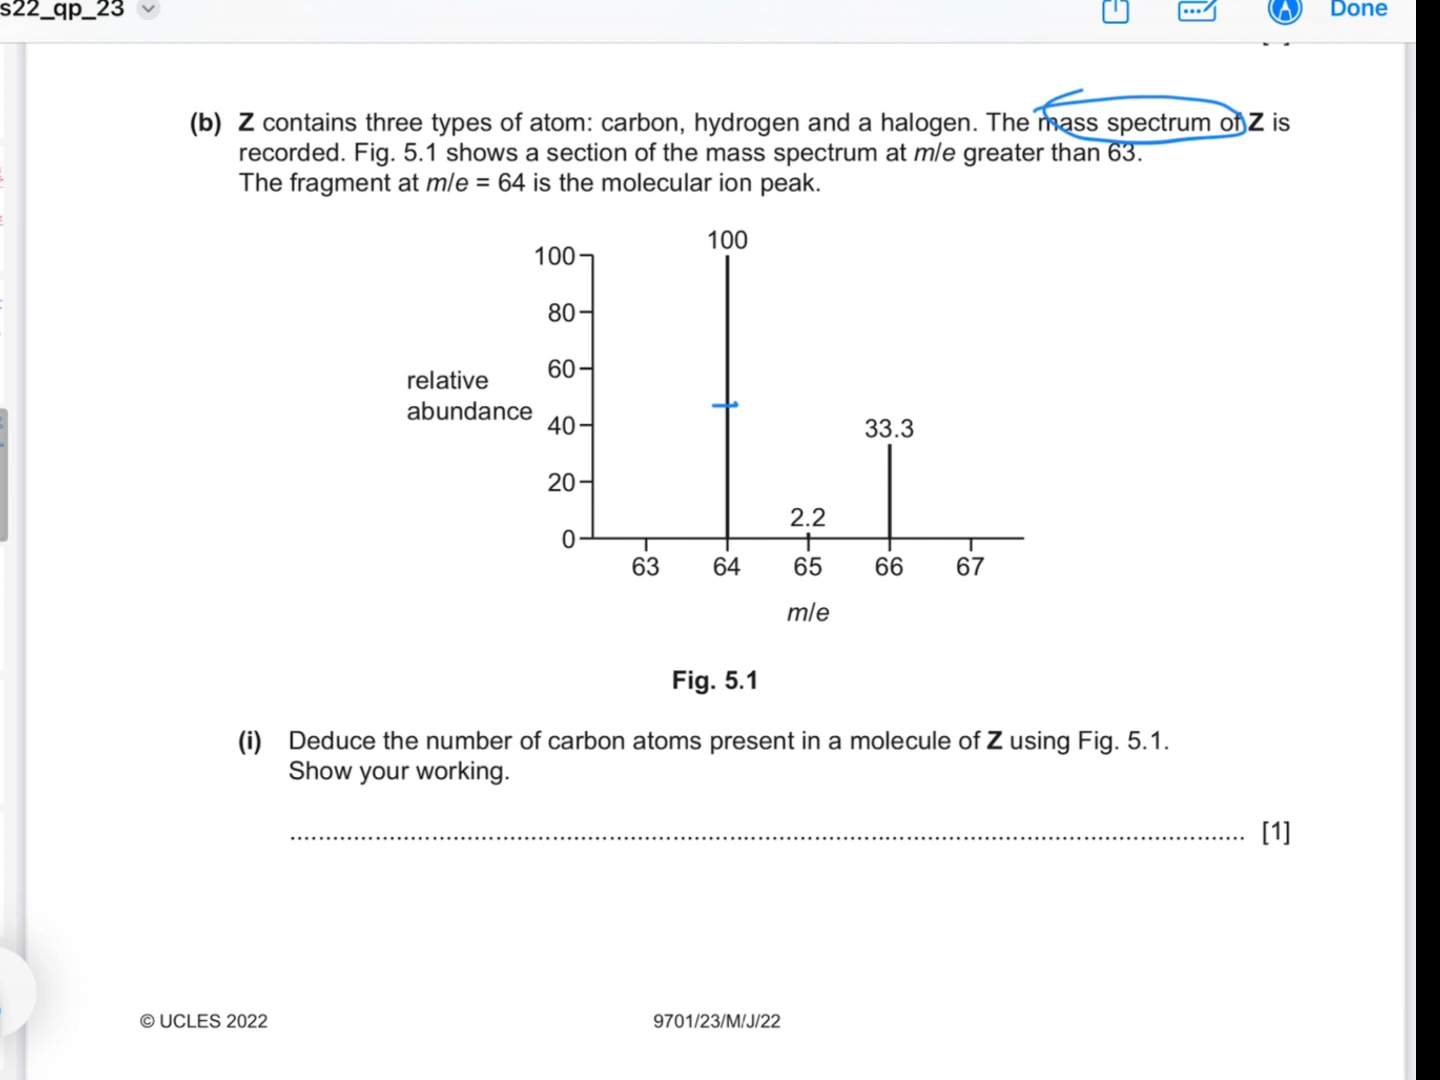 s22_qp_23
Done
(b) Z contains three types of atom: carbon, hydrogen and a halogen. The mass spectrum of Z is
recorded. Fig. 5.1 shows a section of the mass spectrum at m/e greater than 63.
The fragment at m/e = 64 is the molecular ion peak.
100
100
80
60
relative
abundance
40
33.3
20
2.2
0
63 64 65 66 67
m/e
Fig. 5.1
(i) Deduce the number of carbon atoms present in a molecule of Z using Fig. 5.1.
Show your working.
.................................................................................................................................... [1]
© UCLES 2022 9701/23/M/J/22